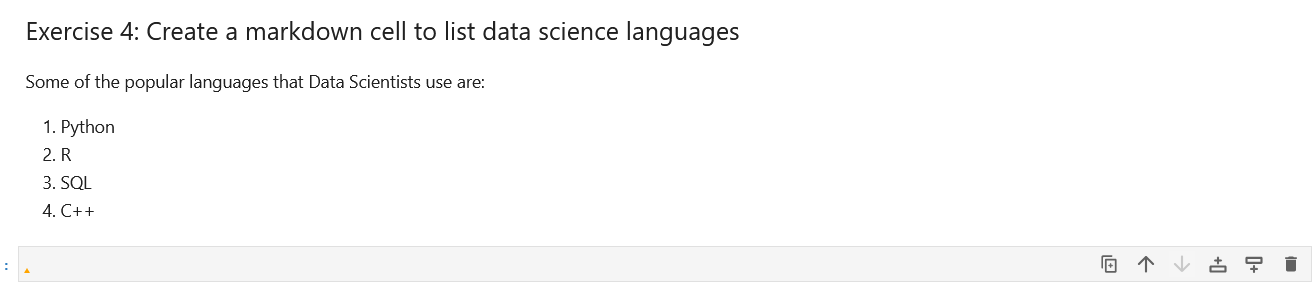 Exercise 4: Create a markdown cell to list data science languages
Some of the popular languages that Data Scientists use are:
1. Python
2. R
3. SQL
4. C++
: